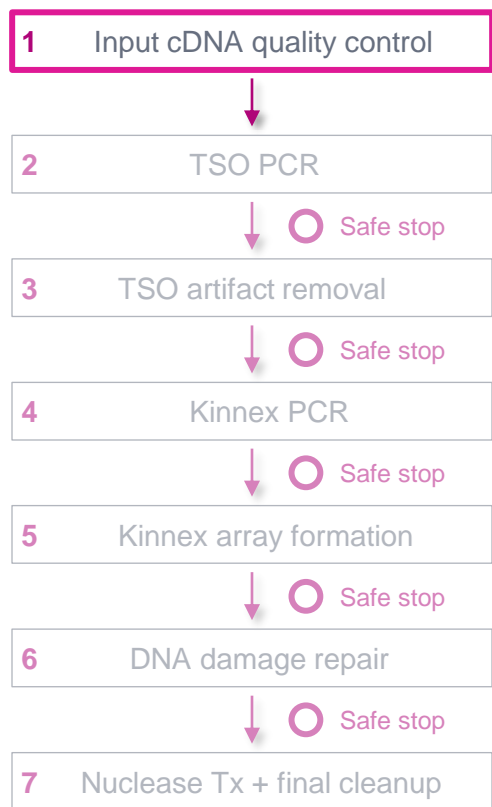 1 Input cDNA quality control
2 TSO PCR
Safe stop
3 TSO artifact removal
Safe stop
4 Kinnex PCR
Safe stop
5 Kinnex array formation
Safe stop
6 DNA damage repair
Safe stop
7 Nuclease Tx + final cleanup